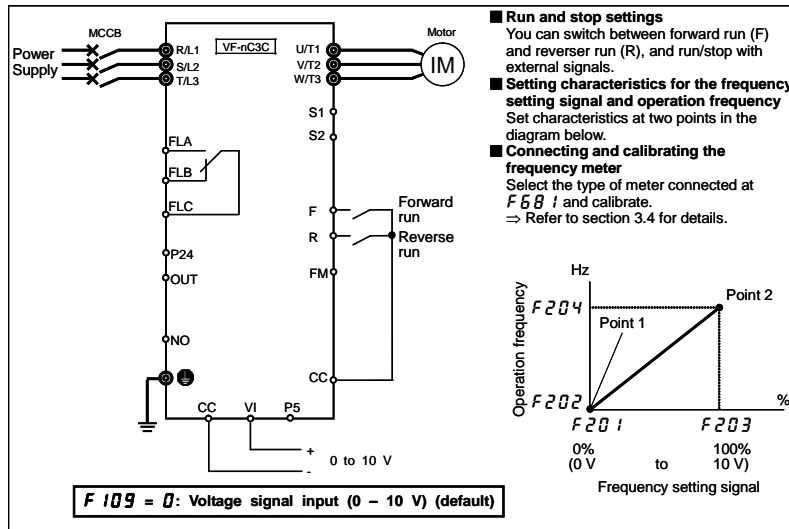 MCCB
Power
Supply
R/L1
S/L2
T/L3
VF-nC3C
U/T1
V/T2
W/T3
Motor
IM
FLA
FLB
FLC
P24
OUT
NO
S1
S2
F
R
FM
CC
Forward
run
Reverse
run
CC VI P5
+
0 to 10 V
-
F109 = 0: Voltage signal input (0 – 10 V) (default)
■ Run and stop settings
You can switch between forward run (F)
and reverser run (R), and run/stop with
external signals.
■ Setting characteristics for the frequency
setting signal and operation frequency
Set characteristics at two points in the
diagram below.
■ Connecting and calibrating the
frequency meter
Select the type of meter connected at
F681 and calibrate.
⇒ Refer to section 3.4 for details.
Hz
Operation frequency
F204
Point 2
Point 1
F202
%
F201 F203
0% 100%
(0 V to 10 V)
Frequency setting signal